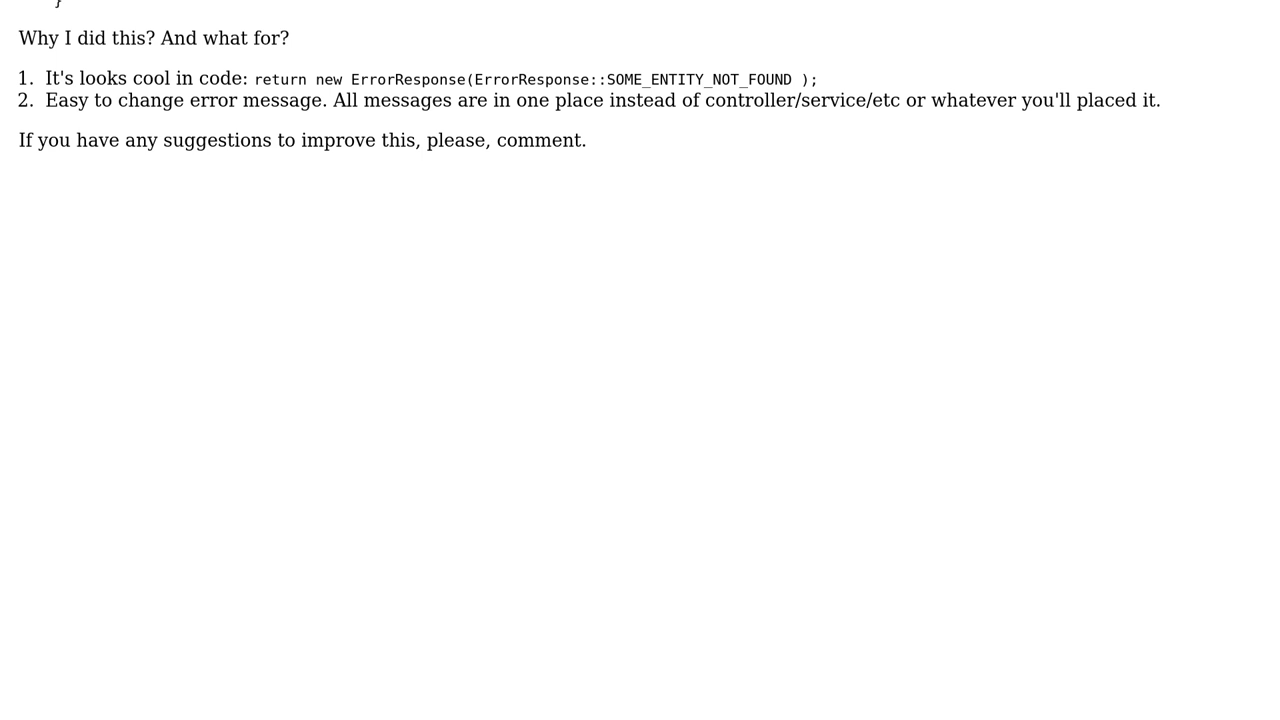 }
Why I did this? And what for?
1. It's looks cool in code: return new ErrorResponse(ErrorResponse::SOME_ENTITY_NOT_FOUND );
2. Easy to change error message. All messages are in one place instead of controller/service/etc or whatever you'll placed it.
If you have any suggestions to improve this, please, comment.